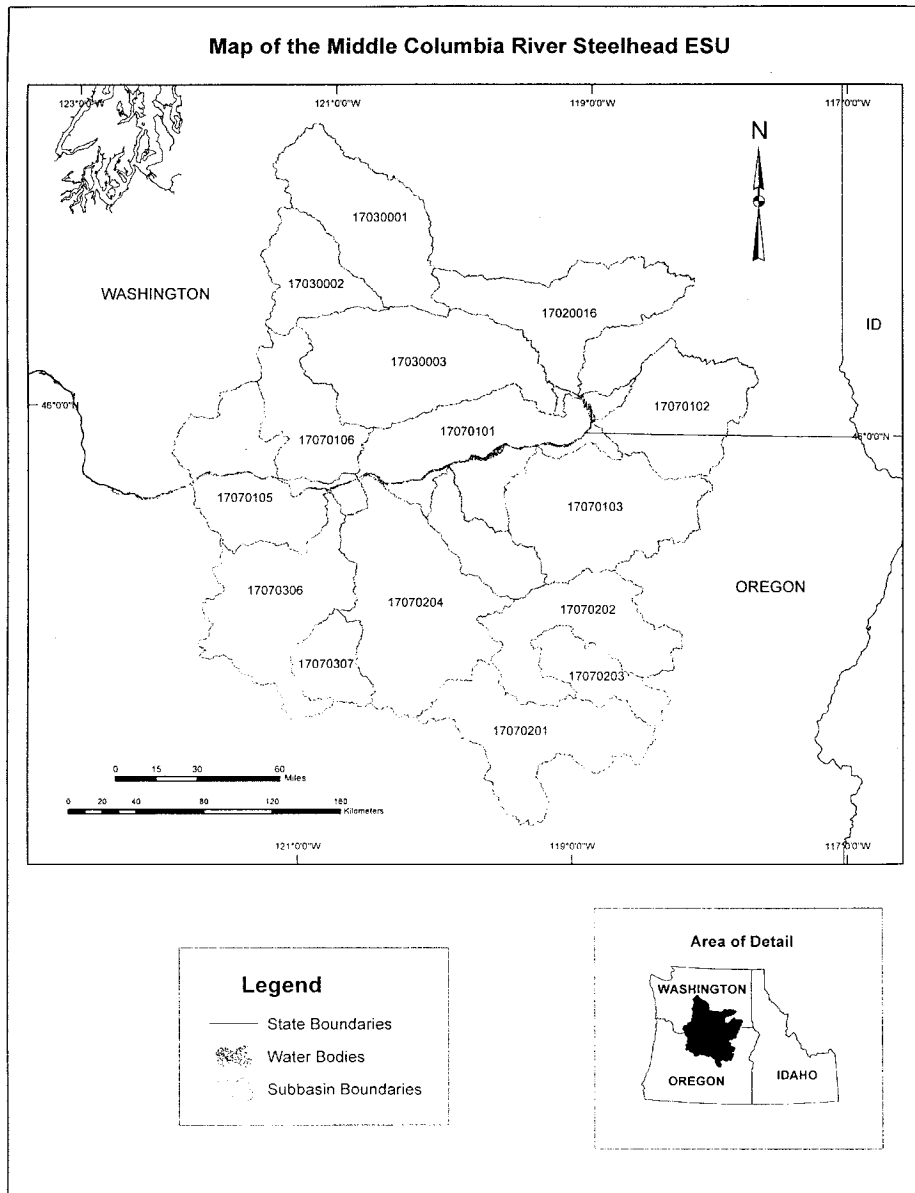 Map of the Middle Columbia River Steelhead ESU
123°0'0"W 121°0'0"W 119°0'0"W 117°0'0"W
N
17030001
WASHINGTON
17030002
17020016
ID
17030003
46°0'0"N
17070102
17070101
17070106
46°0'0"N
17070105
17070103
17070306
17070204
17070202
OREGON
17070307
17070203
17070201
0 15 30 60
Miles
0 20 40 80 120 160
Kilometers
121°0'0"W 119°0'0"W 117°0'0"W
Area of Detail
WASHINGTON
OREGON
IDAHO
Legend
State Boundaries
Water Bodies
Subbasin Boundaries